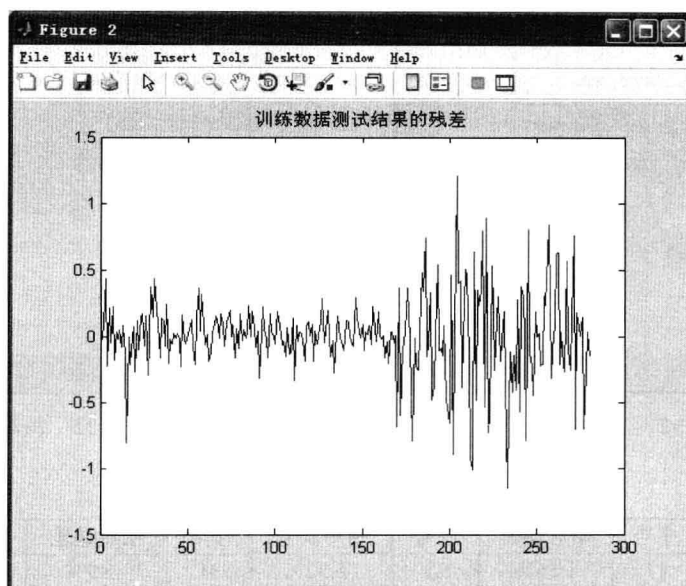 Figure 2
File Edit View Insert Tools Desktop Window Help
训练数据测试结果的残差
1.5
1
0.5
0
-0.5
-1
-1.5
0 50 100 150 200 250 300